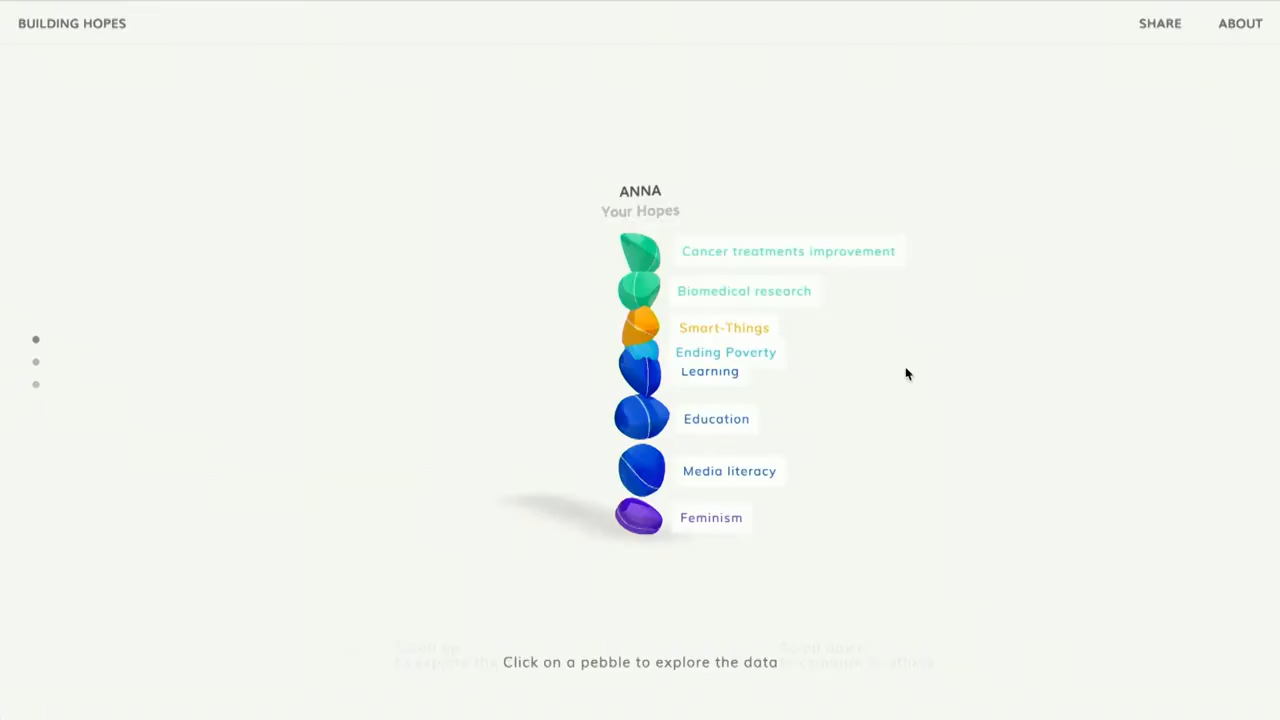 BUILDING HOPES
SHARE
ABOUT
ANNA
Your Hopes
Cancer treatments improvement
Biomedical research
Smart-Things
Ending Poverty
Learning
Education
Media literacy
Feminism
Click on a pebble to explore the data